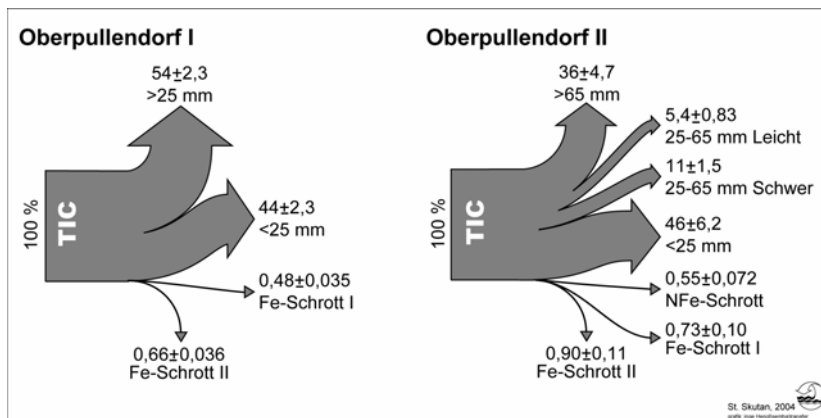 Oberpullendorf I
54±2,3
>25 mm
100 %
TIC
44±2,3
<25 mm
0,48±0,035
Fe-Schrott I
0,66±0,036
Fe-Schrott II
Oberpullendorf II
36±4,7
>65 mm
5,4±0,83
25-65 mm Leicht
11±1,5
25-65 mm Schwer
100 %
TIC
46±6,2
<25 mm
0,55±0,072
NFe-Schrott
0,73±0,10
Fe-Schrott I
0,90±0,11
Fe-Schrott II
St. Skutan, 2004